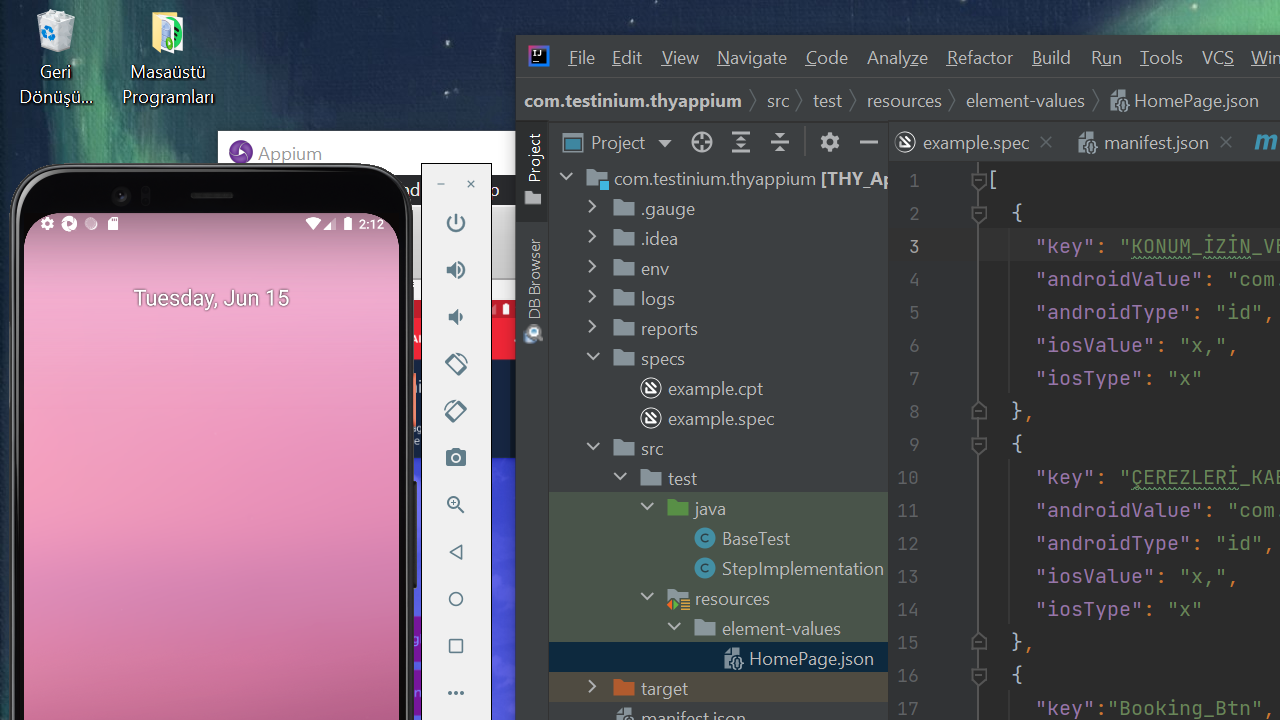 Geri
Dönüşü...
Masaüstü
Programları
Appium
2:12
Tuesday, Jun 15
File Edit View Navigate Code Analyze Refactor Build Run Tools VCS
com.testinium.thyappium src test resources element-values HomePage.json
Project
DB Browser
Project
example.spec
manifest.json
com.testinium.thyappium [THY_A
.gauge
.idea
env
logs
reports
specs
example.cpt
example.spec
src
test
java
BaseTest
StepImplementation
resources
element-values
HomePage.json
target
manifest.json
1 [
2 {
3 "key": "KONUM_İZİN_VE
4 "androidValue": "com.
5 "androidType": "id",
6 "iosValue": "x,",
7 "iosType": "x"
8 },
9 {
10 "key": "ÇEREZLERİ_KAB
11 "androidValue": "com.
12 "androidType": "id",
13 "iosValue": "x,",
14 "iosType": "x"
15 },
16 {
17 "key":"Booking_Btn",